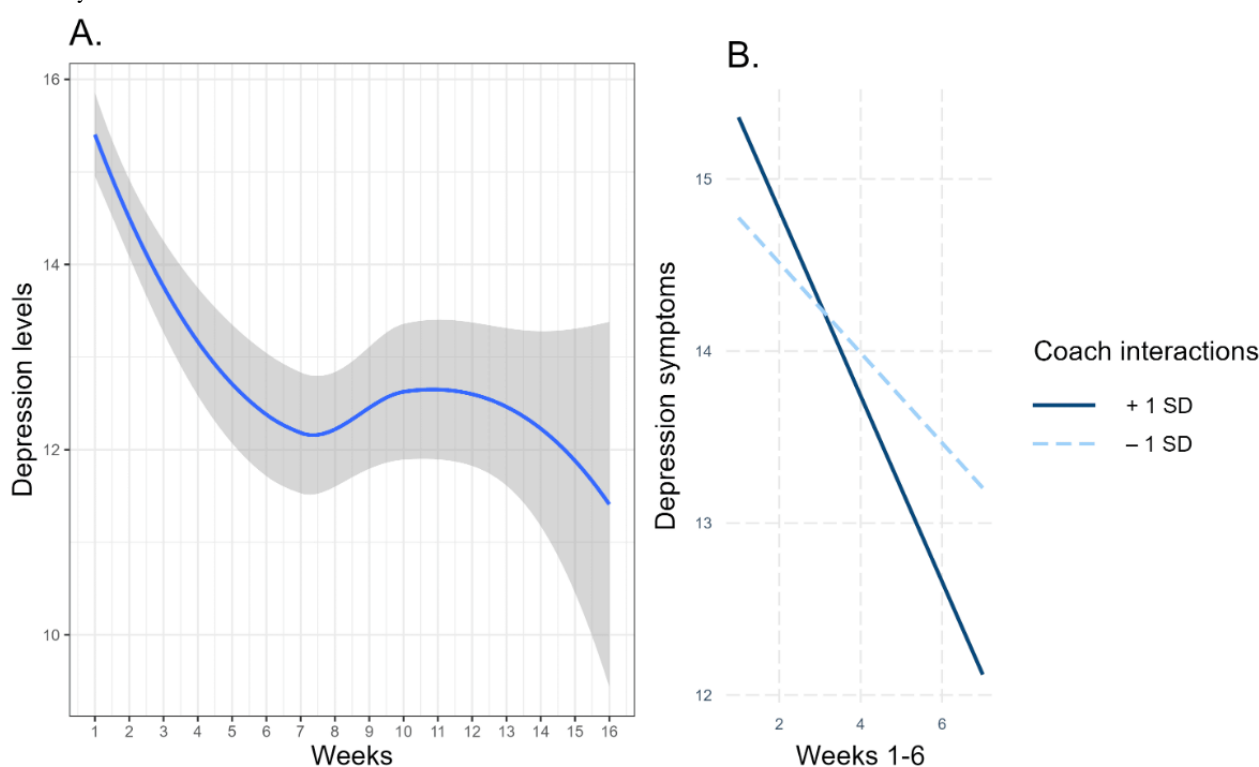 A.
16
14
12
10
Depression levels
1 2 3 4 5 6 7 8 9 10 11 12 13 14 15 16
Weeks
B.
15
14
13
12
Depression symptoms
2 4 6
Weeks 1-6
Coach interactions
+ 1 SD
– 1 SD